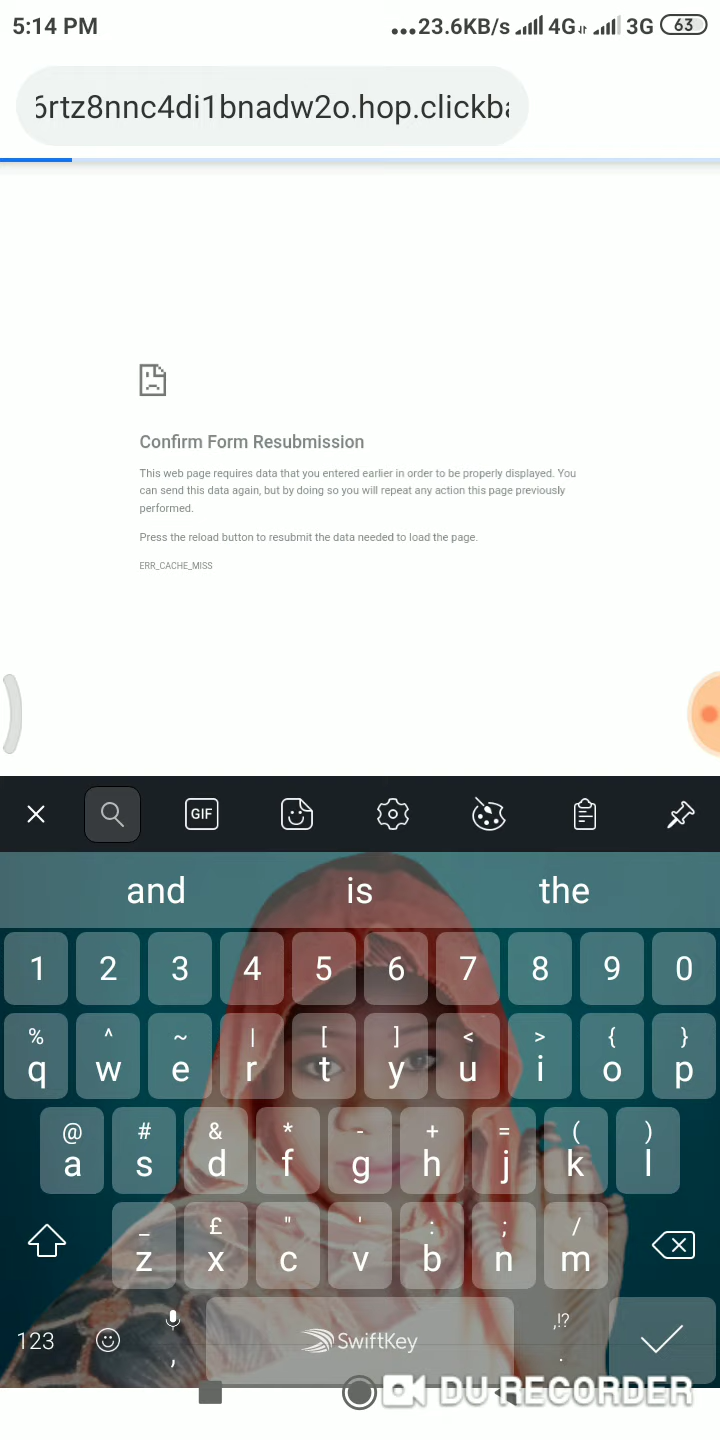 5:14 PM ...23.6KB/s 4G 3G 63
6rtz8nnc4di1bnadw2o.hop.clickba
Confirm Form Resubmission
This web page requires data that you entered earlier in order to be properly displayed. You
can send this data again, but by doing so you will repeat any action this page previously
performed.
Press the reload button to resubmit the data needed to load the page.
ERR_CACHE_MISS
GIF
and is the
1 2 3 4 5 6 7 8 9 0
% ^ ~ | [ ] < > { }
q w e r t y u i o p
@ # & * - + = ( )
a s d f g h j k l
_ £ " ' : ; /
z x c v b n m
123 , SwiftKey ,!? .
DU RECORDER